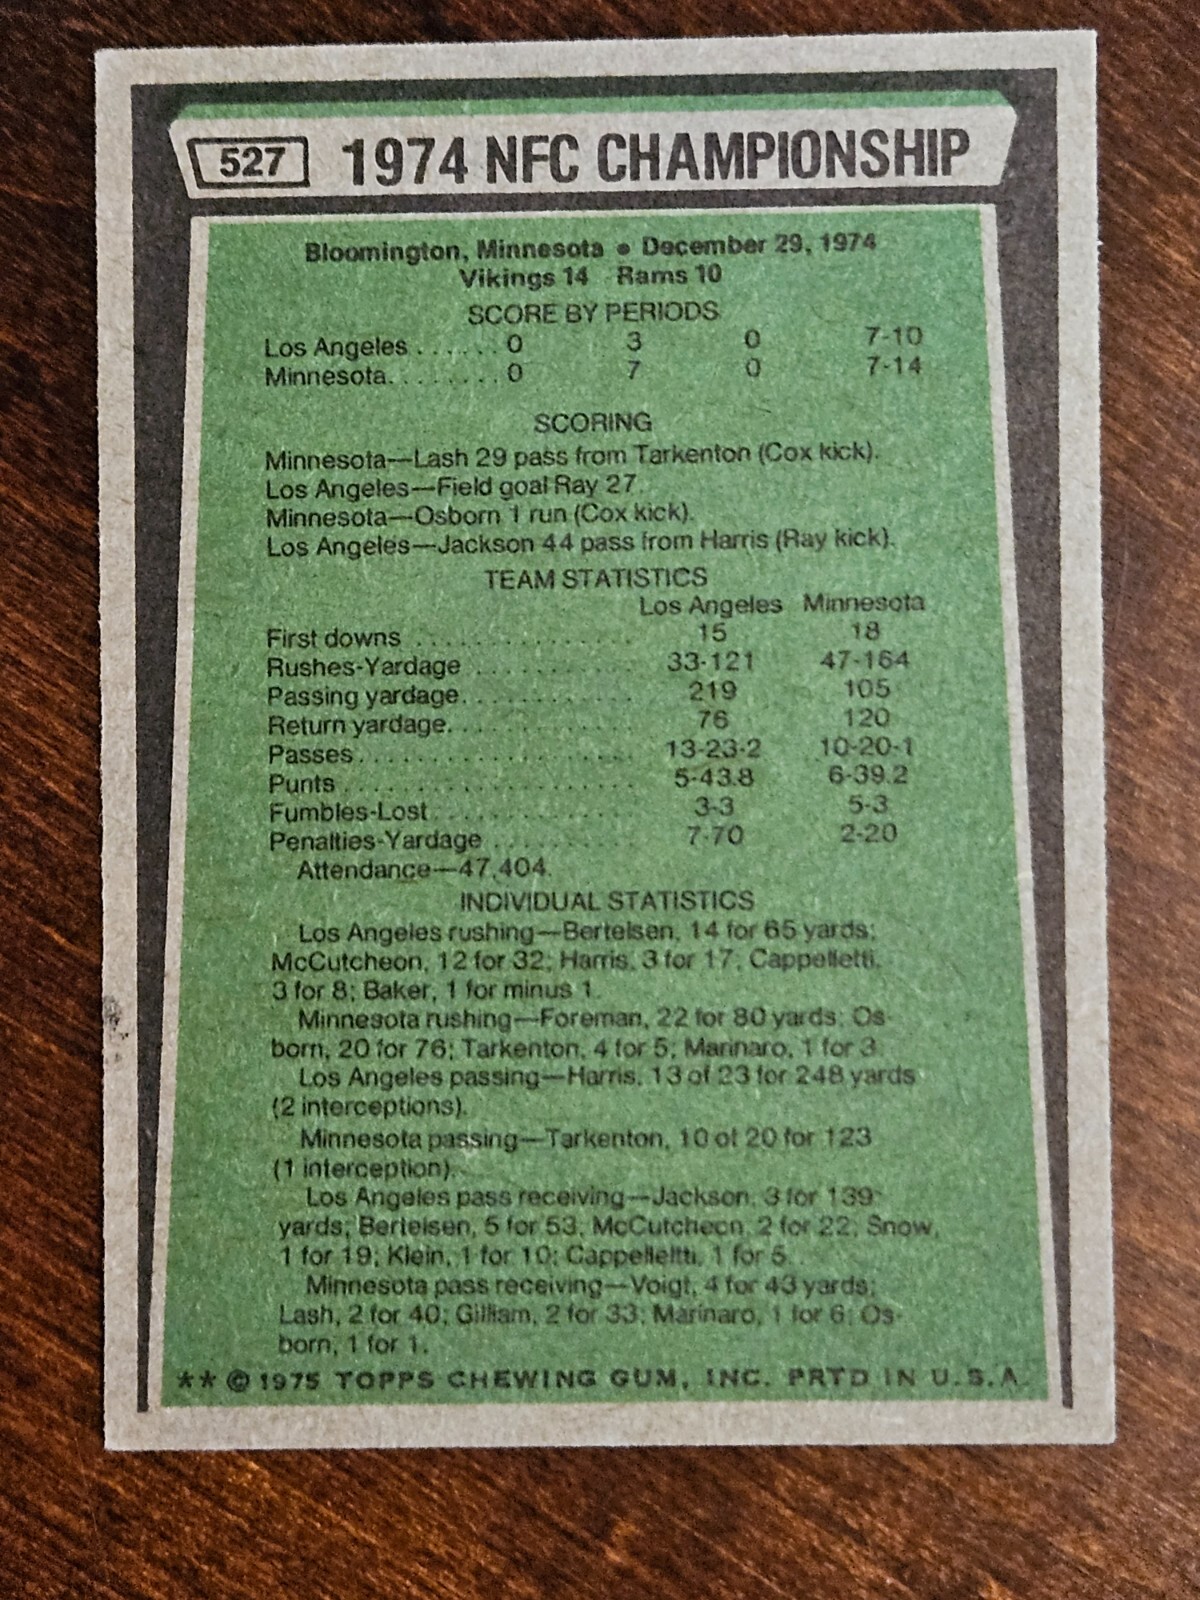 527 1974 NFC CHAMPIONSHIP
Bloomington, Minnesota • December 29, 1974
Vikings 14 Rams 10
SCORE BY PERIODS
Los Angeles . . . . . . 0 3 0 7-10
Minnesota. . . . . . . . 0 7 0 7-14
SCORING
Minnesota—Lash 29 pass from Tarkenton (Cox kick).
Los Angeles—Field goal Ray 27.
Minnesota—Osborn 1 run (Cox kick).
Los Angeles—Jackson 44 pass from Harris (Ray kick).
TEAM STATISTICS
Los Angeles Minnesota
First downs . . . . . . . . . . . . . . . 15 18
Rushes-Yardage . . . . . . . . . . . 33-121 47-164
Passing yardage. . . . . . . . . . . . 219 105
Return yardage. . . . . . . . . . . . . 76 120
Passes. . . . . . . . . . . . . . . . . . . 13-23-2 10-20-1
Punts . . . . . . . . . . . . . . . . . . . . 5-43.8 6-39.2
Fumbles-Lost . . . . . . . . . . . . . . 3-3 5-3
Penalties-Yardage . . . . . . . . . . 7-70 2-20
Attendance—47,404.
INDIVIDUAL STATISTICS
Los Angeles rushing—Bertelsen, 14 for 65 yards;
McCutcheon, 12 for 32; Harris, 3 for 17; Cappelletti,
3 for 8; Baker, 1 for minus 1.
Minnesota rushing—Foreman, 22 for 80 yards; Os-
born, 20 for 76; Tarkenton, 4 for 5; Marinaro, 1 for 3.
Los Angeles passing—Harris, 13 of 23 for 248 yards
(2 interceptions).
Minnesota passing—Tarkenton, 10 of 20 for 123
(1 interception).
Los Angeles pass receiving—Jackson, 3 for 139
yards; Bertelsen, 5 for 53; McCutcheon, 2 for 22; Snow,
1 for 19; Klein, 1 for 10; Cappelleltti, 1 for 5.
Minnesota pass receiving—Voigt, 4 for 43 yards;
Lash, 2 for 40; Gilliam, 2 for 33; Marinaro, 1 for 6; Os-
born, 1 for 1.
** © 1975 TOPPS CHEWING GUM, INC. PRTD IN U.S.A.